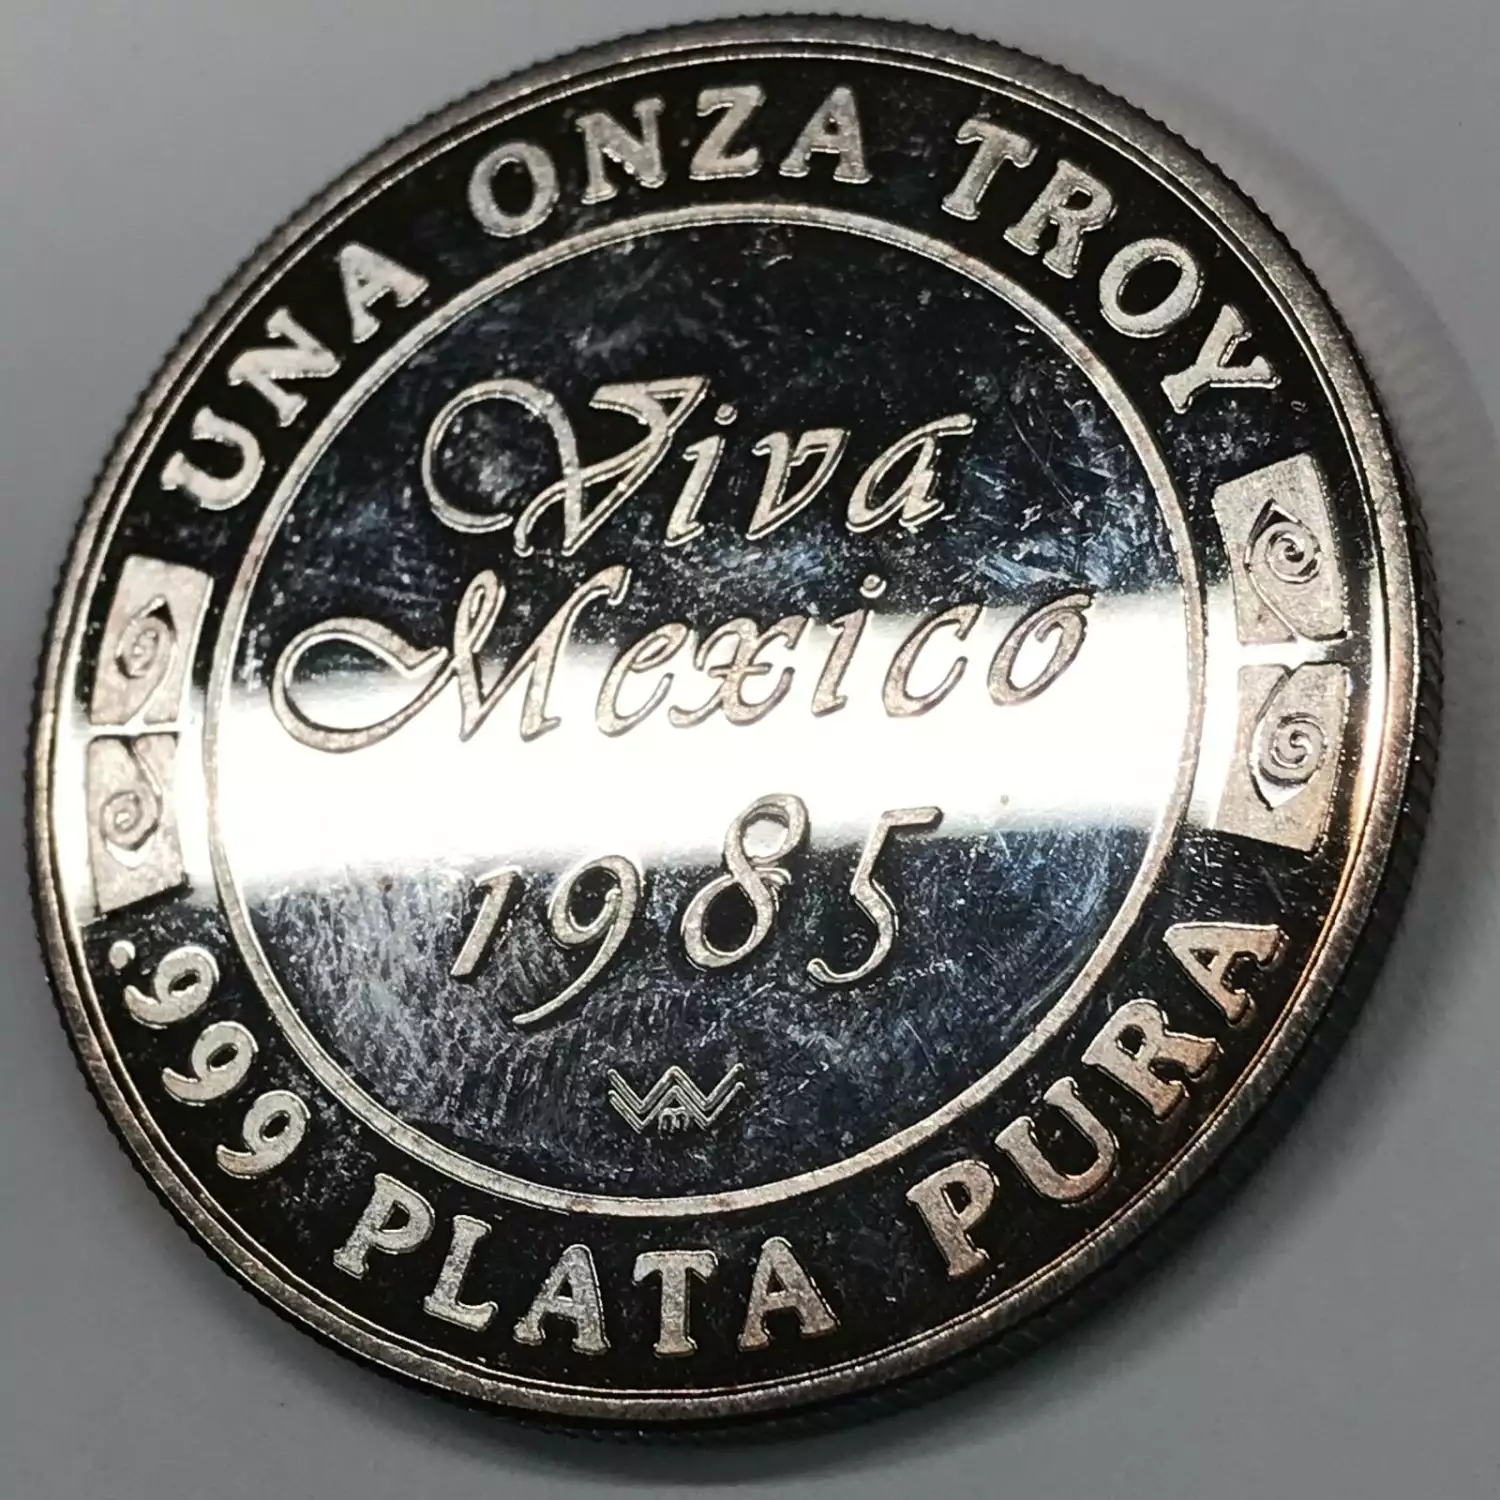 UNA ONZA TROY
Viva
Mexico
1985
.999 PLATA PURA